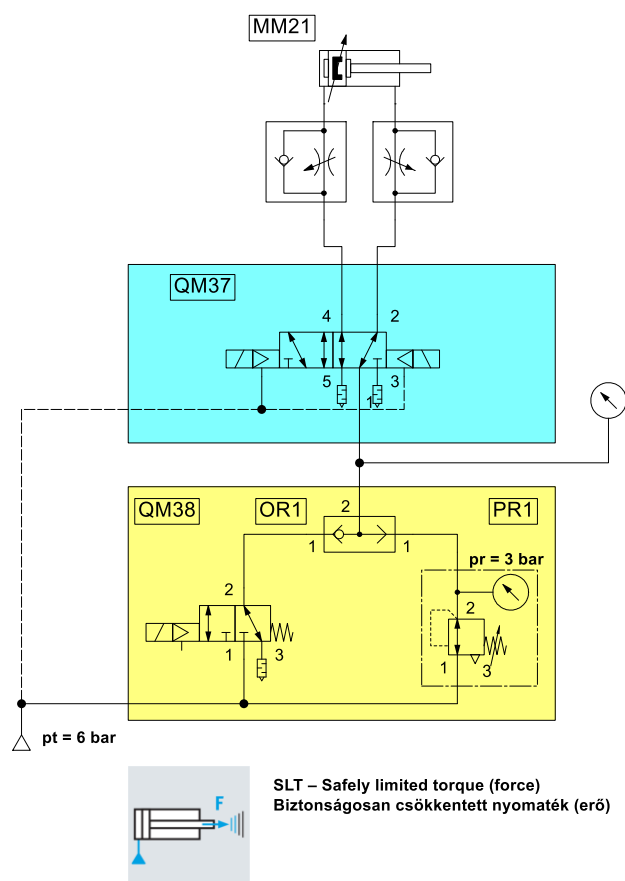 MM21
QM37
4 2
5 1 3
QM38 OR1 PR1
2
1 1
pr = 3 bar
2
2
1 3
1 3
pt = 6 bar
F
SLT – Safely limited torque (force)
Biztonságosan csökkentett nyomaték (erő)